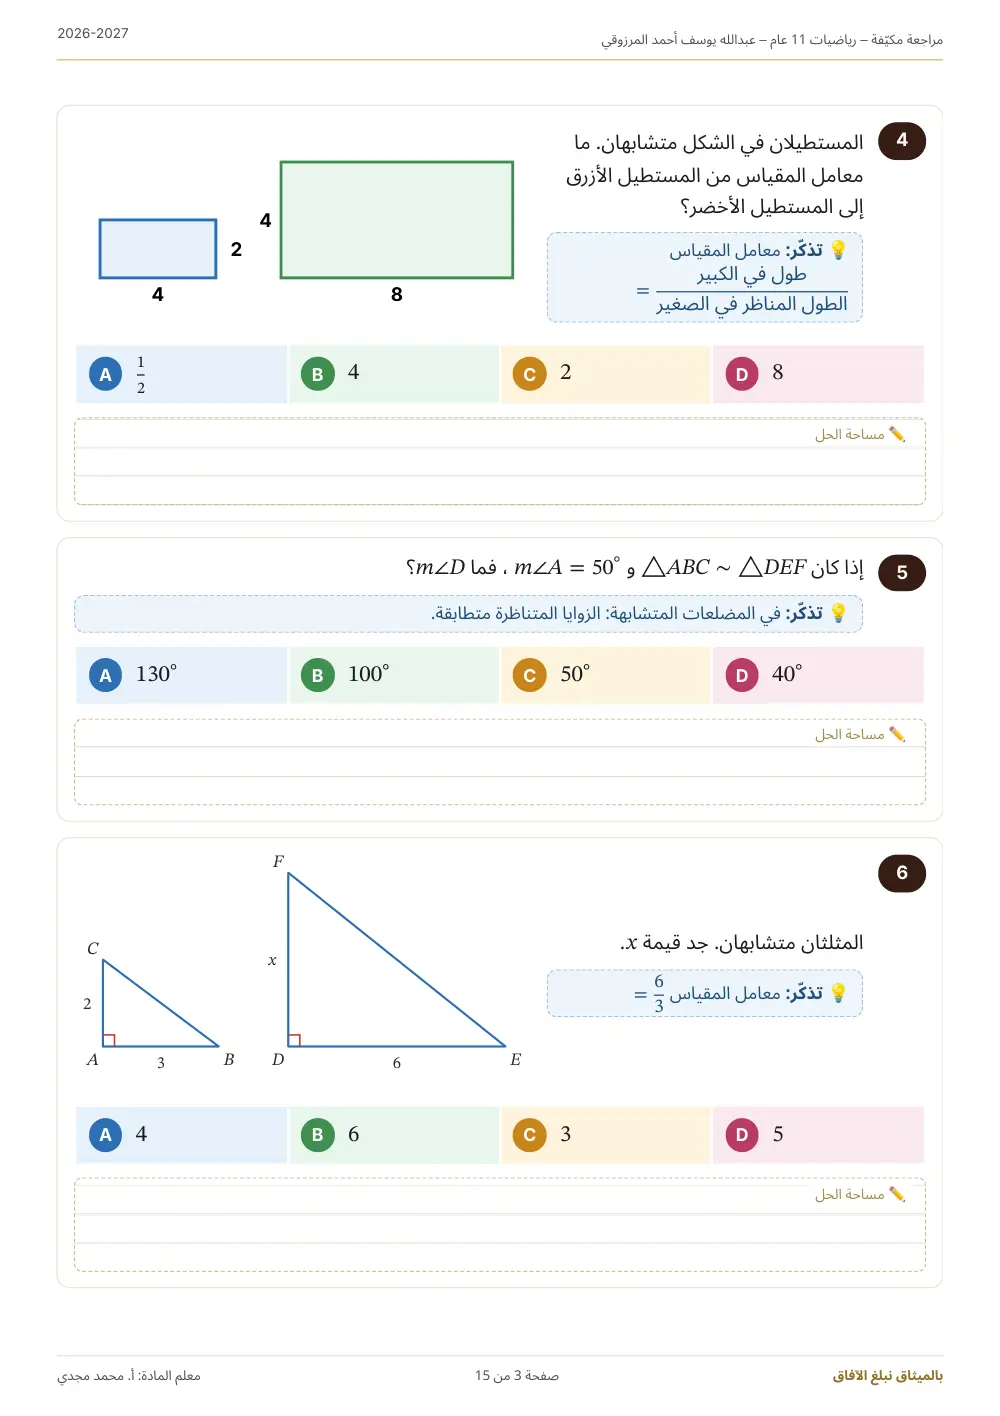 مراجعة مكيّفة – رياضيات 11 عام – عبدالله يوسف أحمد المرزوقي
2026-2027
4
المستطيلان في الشكل متشابهان. ما
معامل المقياس من المستطيل الأزرق
إلى المستطيل الأخضر؟
💡 تذكّر: معامل المقياس
طول في الكبير
=
الطول المناظر في الصغير
4
2
4
8
A 1/2
B 4
C 2
D 8
✏️ مساحة الحل
5
إذا كان △ABC ~ △DEF و m∠A = 50° ، فما m∠D؟
💡 تذكّر: في المضلعات المتشابهة: الزوايا المتناظرة متطابقة.
A 130°
B 100°
C 50°
D 40°
✏️ مساحة الحل
6
المثلثان متشابهان. جد قيمة x.
💡 تذكّر: معامل المقياس 6/3 =
F
C
x
2
A
3
B
D
6
E
A 4
B 6
C 3
D 5
✏️ مساحة الحل
بالميثاق نبلغ الآفاق
صفحة 3 من 15
معلم المادة: أ. محمد مجدي